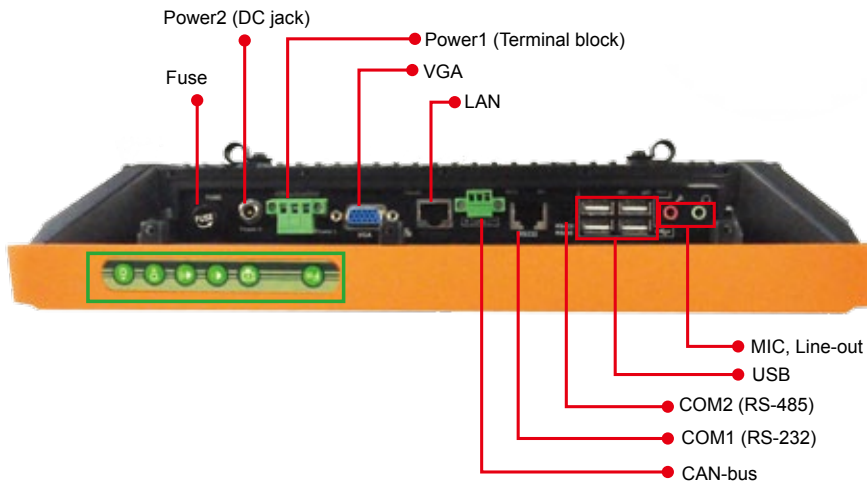 Power2 (DC jack)
Power1 (Terminal block)
Fuse
VGA
LAN
FUSE
VGA
MIC, Line-out
USB
COM2 (RS-485)
COM1 (RS-232)
CAN-bus